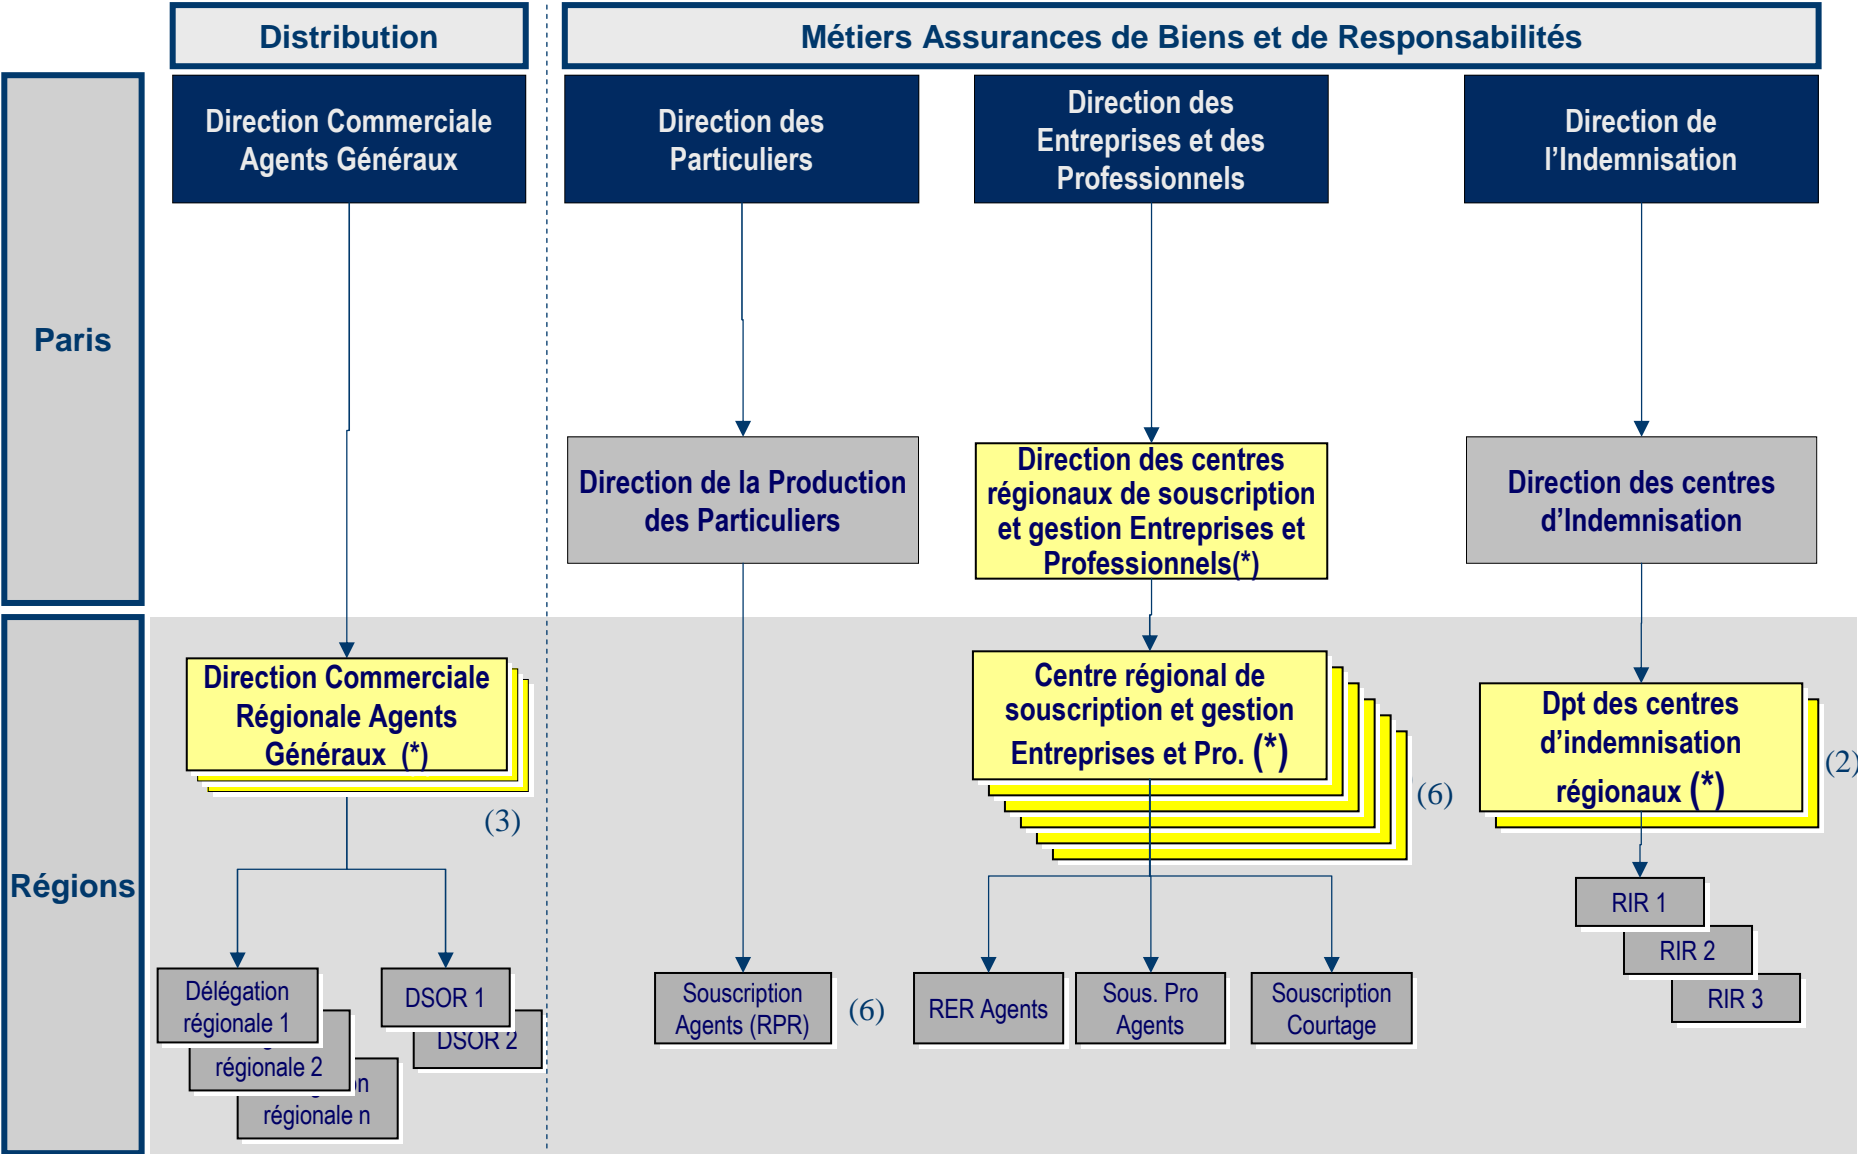 Distribution
Métiers Assurances de Biens et de Responsabilités
Paris
Direction Commerciale
Agents Généraux
Direction des
Particuliers
Direction des
Entreprises et des
Professionnels
Direction de
l’Indemnisation
Direction de la Production
des Particuliers
Direction des centres
régionaux de souscription
et gestion Entreprises et
Professionnels(*)
Direction des centres
d’Indemnisation
Régions
Direction Commerciale
Régionale Agents
Généraux (*)
(3)
Centre régional de
souscription et gestion
Entreprises et Pro. (*)
(6)
Dpt des centres
d’indemnisation
régionaux (*)
(2)
Délégation
régionale 1
régionale 2
régionale n
DSOR 1
DSOR 2
Souscription
Agents (RPR)
(6)
RER Agents
Sous. Pro
Agents
Souscription
Courtage
RIR 1
RIR 2
RIR 3